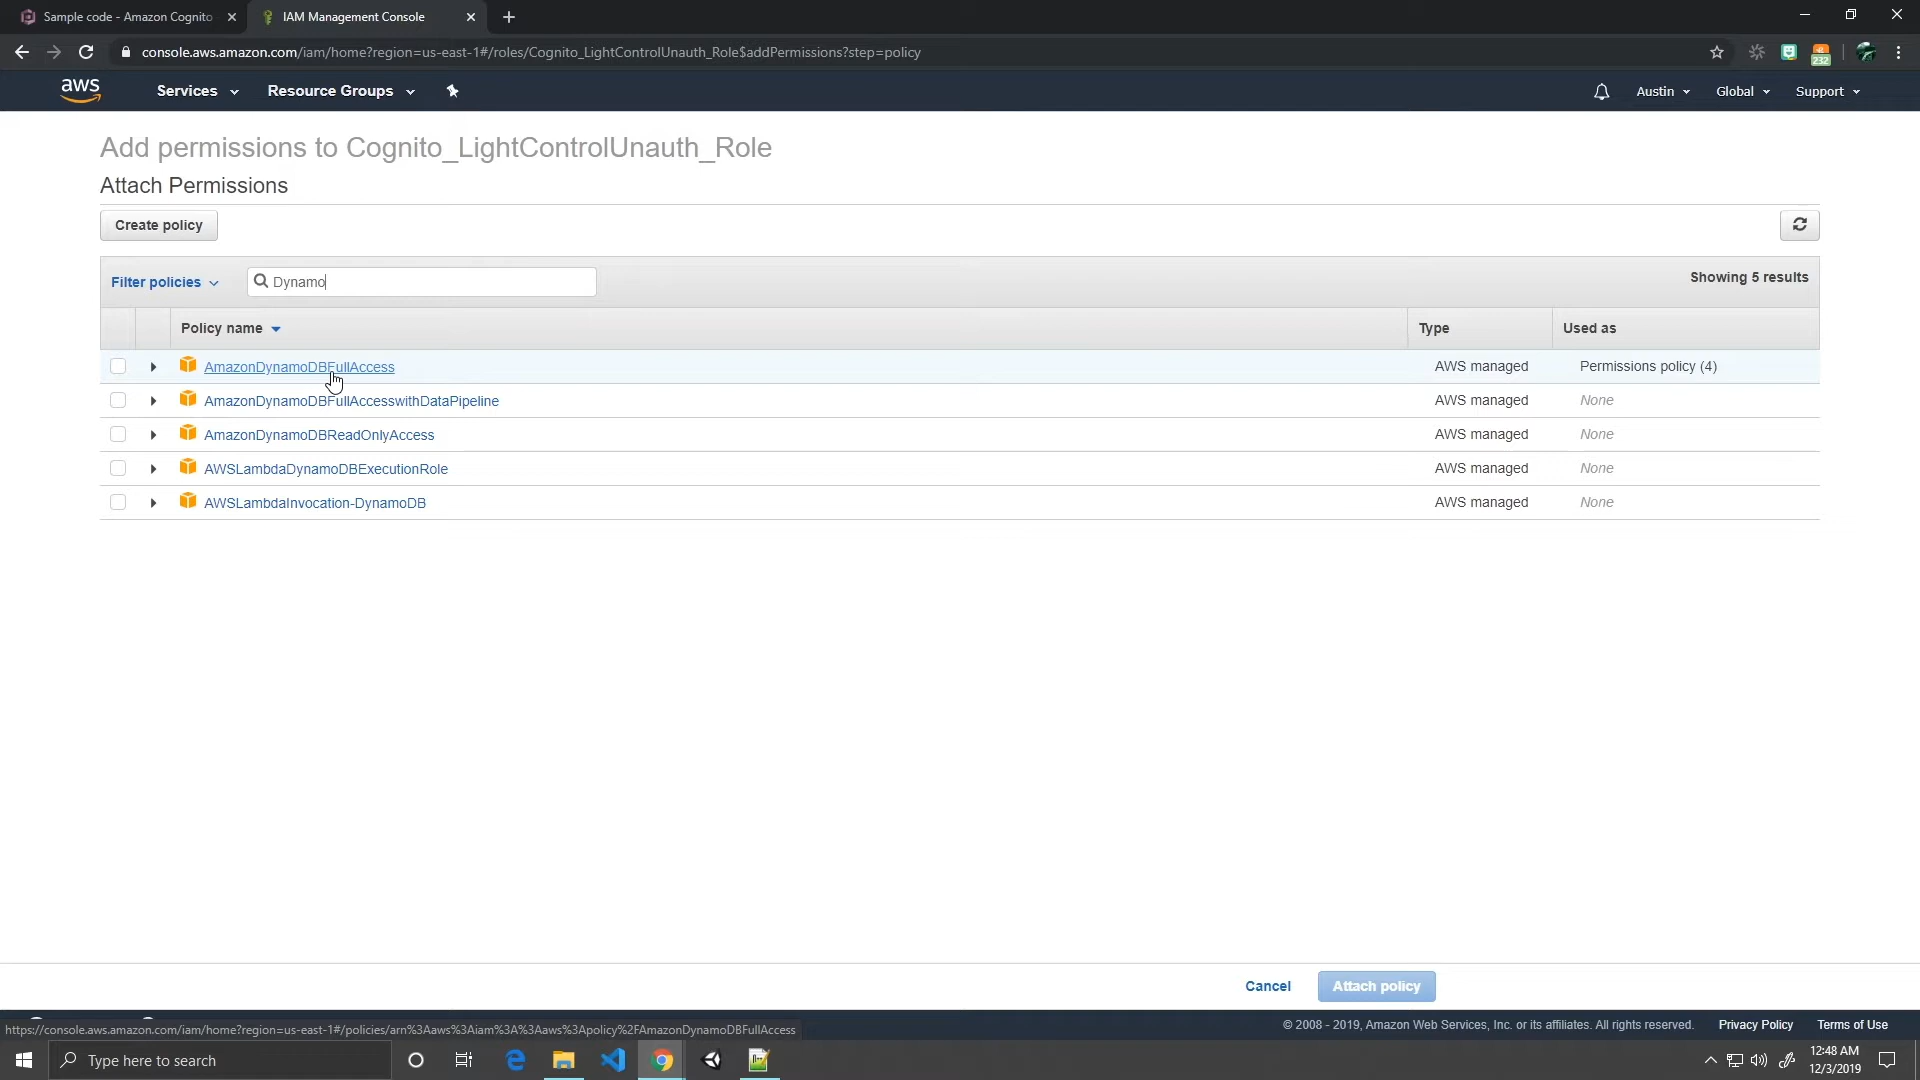 Sample code - Amazon Cognito
IAM Management Console
console.aws.amazon.com/iam/home?region=us-east-1#/roles/Cognito_LightControlUnauth_Role$addPermissions?step=policy
232
aws
Services
Resource Groups
Austin
Global
Support
Add permissions to Cognito_LightControlUnauth_Role
Attach Permissions
Create policy
Filter policies
Dynamo
Showing 5 results
Policy name
Type
Used as
AmazonDynamoDBFullAccess
AWS managed
Permissions policy (4)
AmazonDynamoDBFullAccesswithDataPipeline
AWS managed
None
AmazonDynamoDBReadOnlyAccess
AWS managed
None
AWSLambdaDynamoDBExecutionRole
AWS managed
None
AWSLambdaInvocation-DynamoDB
AWS managed
None
Cancel
Attach policy
https://console.aws.amazon.com/iam/home?region=us-east-1#/policies/arn%3Aaws%3Aiam%3A%3Aaws%3Apolicy%2FAmazonDynamoDBFullAccess
© 2008 - 2019, Amazon Web Services, Inc. or its affiliates. All rights reserved.
Privacy Policy
Terms of Use
Type here to search
12:48 AM
12/3/2019